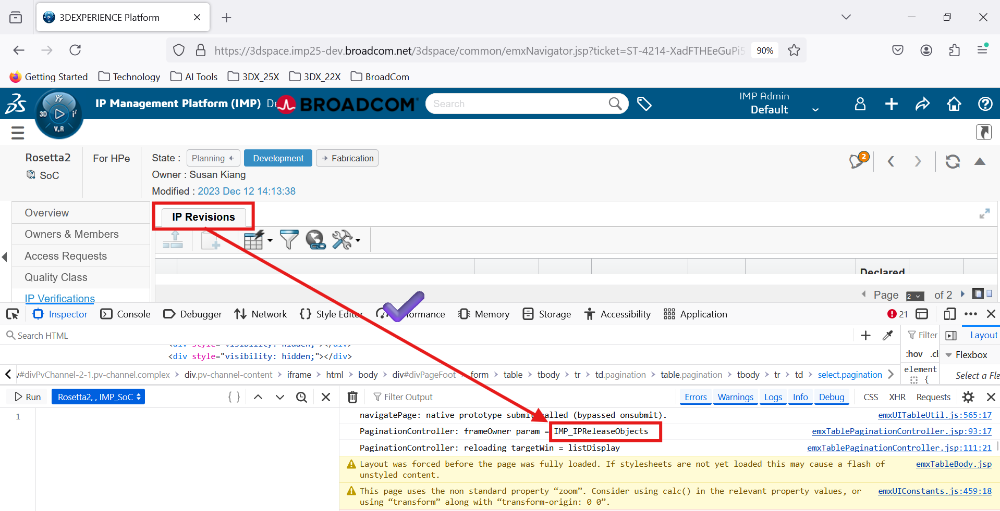 3DEXPERIENCE Platform
https://3dspace.imp25-dev.broadcom.net/3dspace/common/emxNavigator.jsp?ticket=ST-4214-XadFTHEeGuPi5 90%
Getting Started Technology AI Tools 3DX_25X 3DX_22X BroadCom
3DS 3D V.R i² IP Management Platform (IMP) De BROADCOM Search IMP Admin
Default
Rosetta2 For HPe State : Planning Development Fabrication 2
SoC Owner : Susan Kiang
Modified : 2023 Dec 12 14:13:38
Overview IP Revisions
Owners & Members
Access Requests
Quality Class Declared
IP Verifications Page 2 of 2
Inspector Console Debugger Network Style Editor rmance Memory Storage Accessibility Application 21
Search HTML Filter Layout
<div style="visibility: hidden;"></div>
<div style="visibility: hidden;"></div> :hov .cl Flexbox
v#divPvChannel-2-1.pv-channel.complex div.pv-channel-content iframe html body div#divPageFoot form table tbody tr td.pagination table.pagination tbody tr td select.pagination element { Select a Fle
Run Rosetta2, , IMP_SoC { } Filter Output Errors Warnings Logs Info Debug CSS XHR Requests
1 navigatePage: native prototype submit called (bypassed onsubmit). emxUITableUtil.js:565:17
PaginationController: frameOwner param = IMP_IPReleaseObjects emxTablePaginationController.jsp:93:17
PaginationController: reloading targetWin = listDisplay emxTablePaginationController.jsp:111:21
Layout was forced before the page was fully loaded. If stylesheets are not yet loaded this may cause a flash of emxTableBody.jsp
unstyled content.
This page uses the non standard property “zoom”. Consider using calc() in the relevant property values, or emxUIConstants.js:459:18
using “transform” along with “transform-origin: 0 0”.